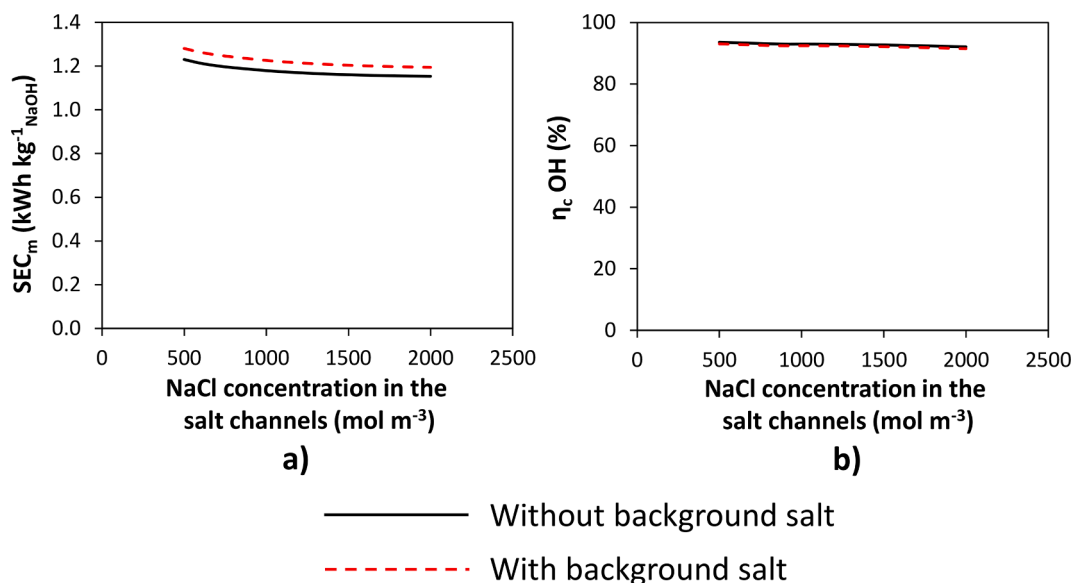 1.4
1.2
1.0
0.8
0.6
0.4
0.2
0.0
0
500
1000
1500
2000
2500
SECm (kWh kg-1NaOH)
NaCl concentration in the
salt channels (mol m-3)
a)
100
80
60
40
20
0
0
500
1000
1500
2000
2500
ηc OH (%)
NaCl concentration in the
salt channels (mol m-3)
b)
Without background salt
With background salt